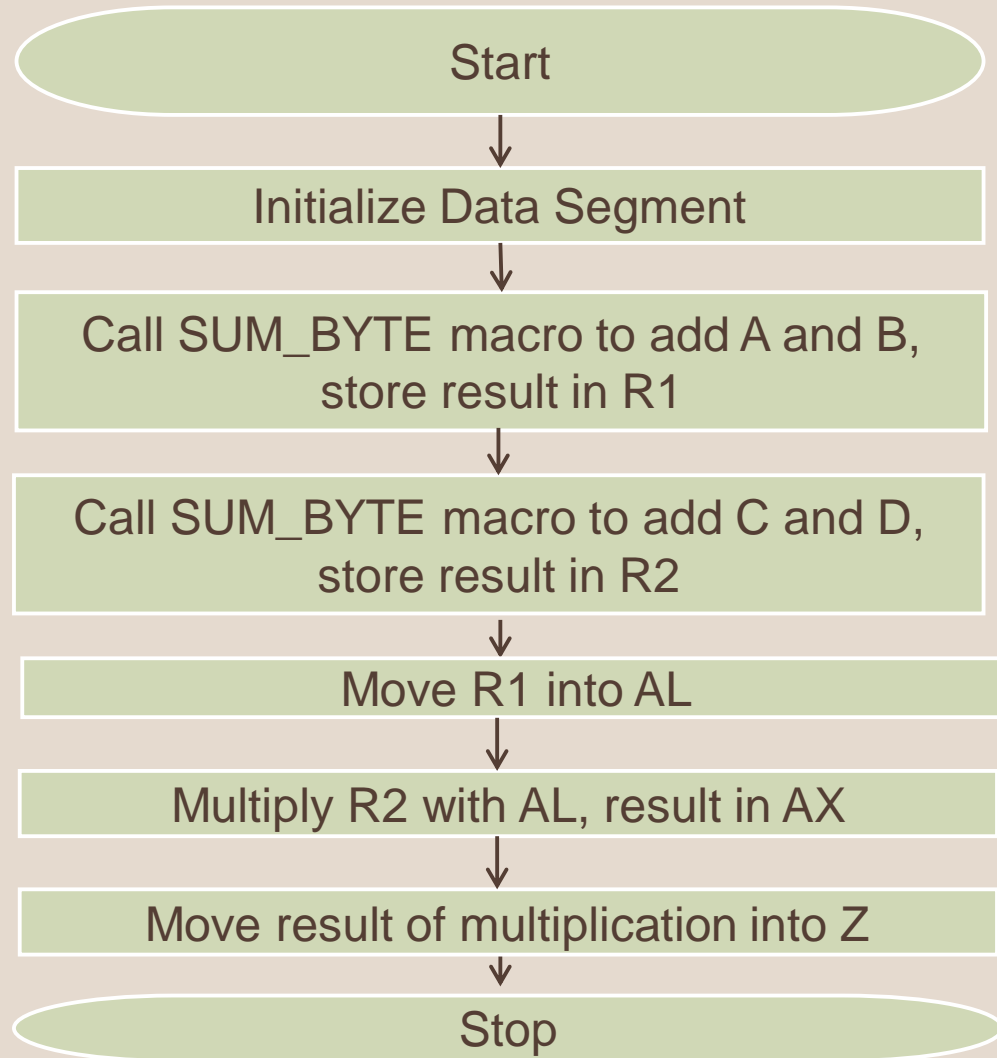 Start
Initialize Data Segment
Call SUM_BYTE macro to add A and B,
store result in R1
Call SUM_BYTE macro to add C and D,
store result in R2
Move R1 into AL
Multiply R2 with AL, result in AX
Move result of multiplication into Z
Stop